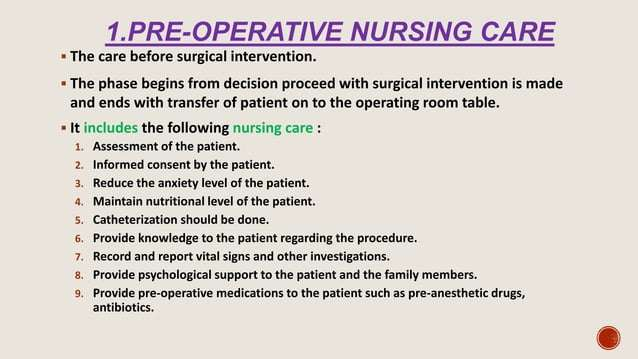 1.PRE-OPERATIVE NURSING CARE
▪ The care before surgical intervention.
▪ The phase begins from decision proceed with surgical intervention is made
and ends with transfer of patient on to the operating room table.
▪ It includes the following nursing care :
1. Assessment of the patient.
2. Informed consent by the patient.
3. Reduce the anxiety level of the patient.
4. Maintain nutritional level of the patient.
5. Catheterization should be done.
6. Provide knowledge to the patient regarding the procedure.
7. Record and report vital signs and other investigations.
8. Provide psychological support to the patient and the family members.
9. Provide pre-operative medications to the patient such as pre-anesthetic drugs,
antibiotics.